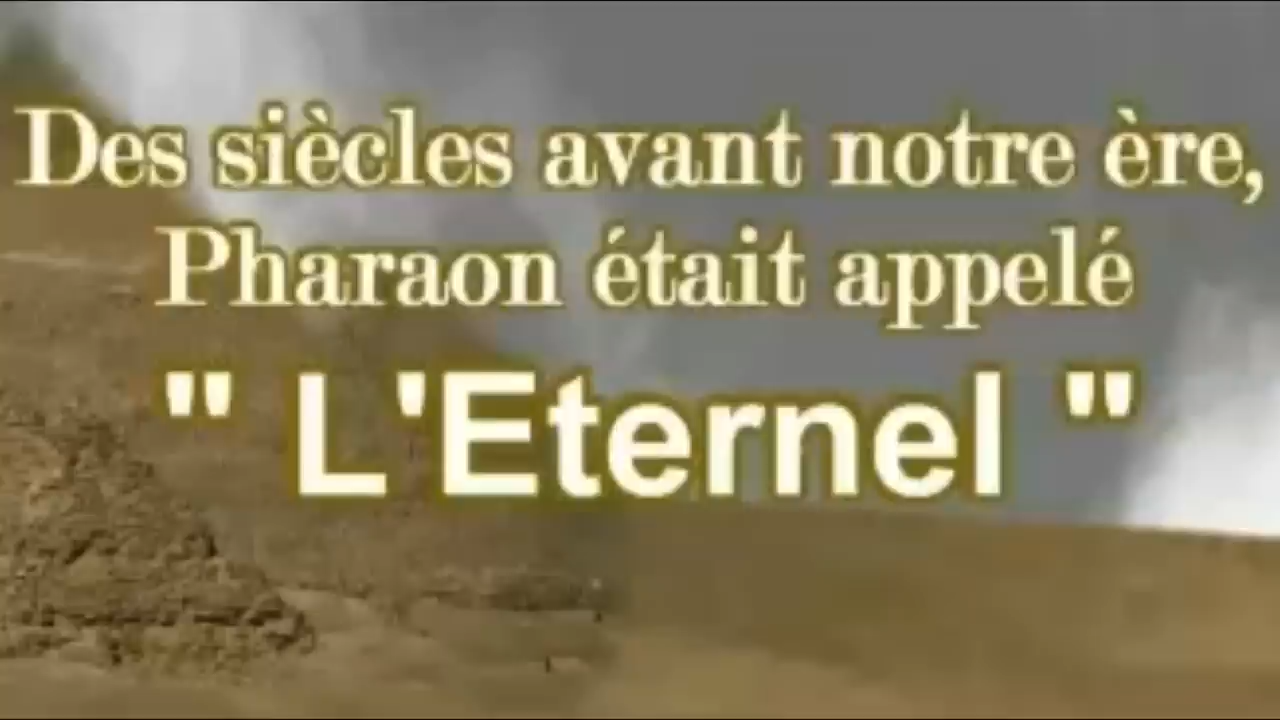 Des siècles avant notre ère,
Pharaon était appelé
" L'Eternel "